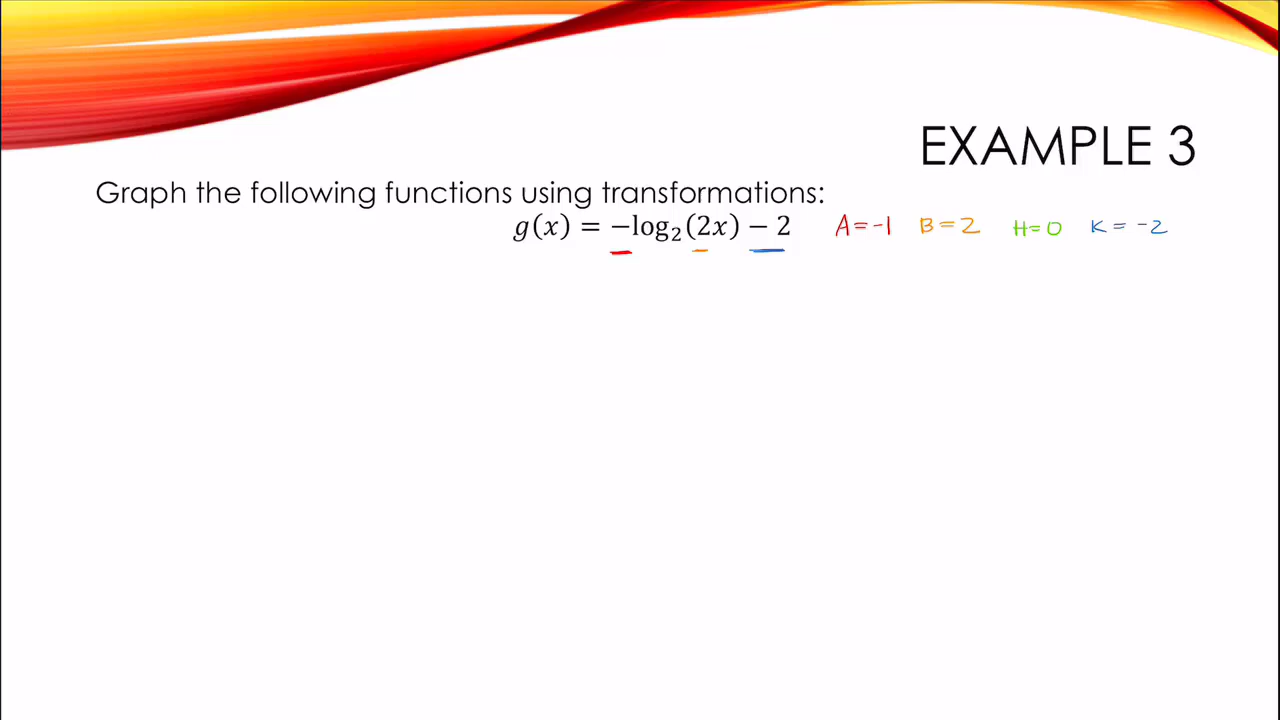 EXAMPLE 3
Graph the following functions using transformations:
g(x) = −log₂(2x) − 2 A=-1 B=2 H=0 K=-2